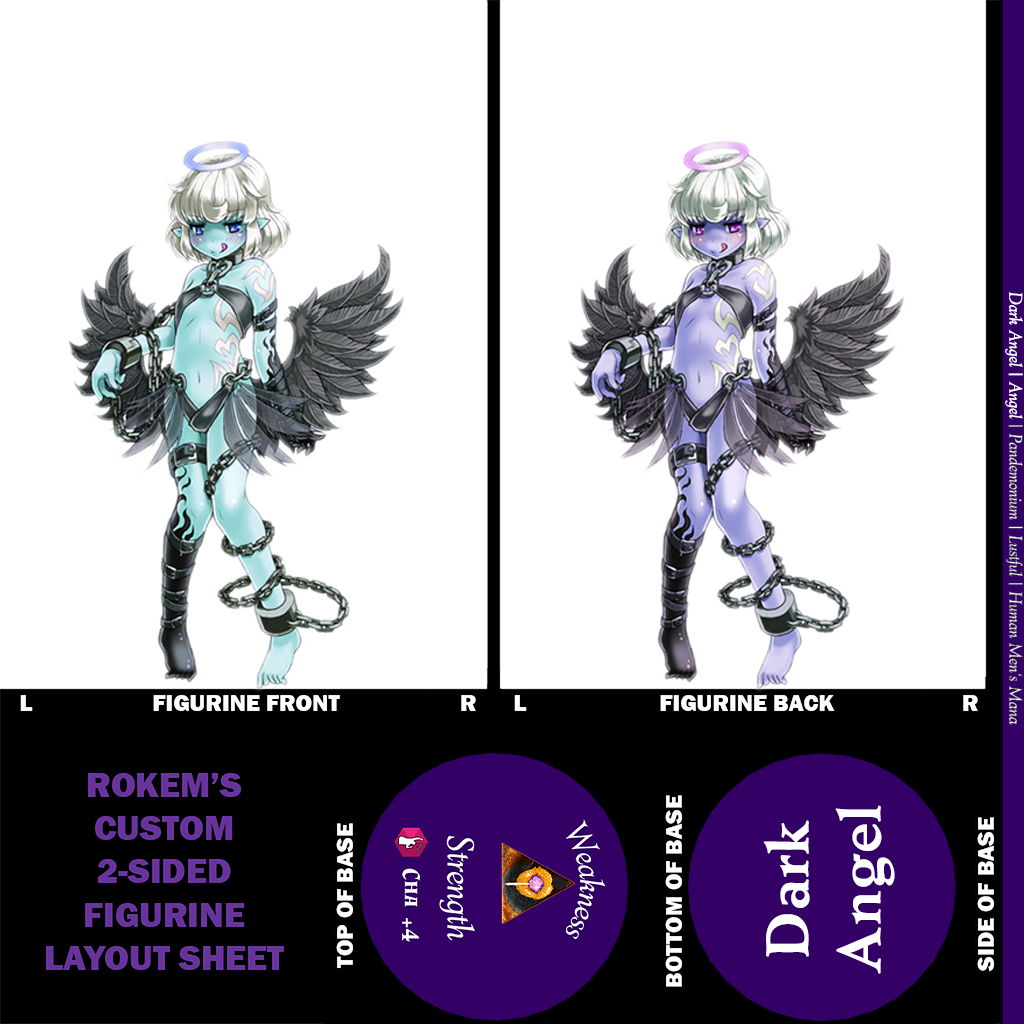 L
FIGURINE FRONT
R
L
FIGURINE BACK
R
Dark Angel | Angel | Pandemonium | Lustful | Human Men's Mana
ROKEM'S
CUSTOM
2-SIDED
FIGURINE
LAYOUT SHEET
TOP OF BASE
Weakness
Strength
CHA +4
BOTTOM OF BASE
Dark
Angel
SIDE OF BASE